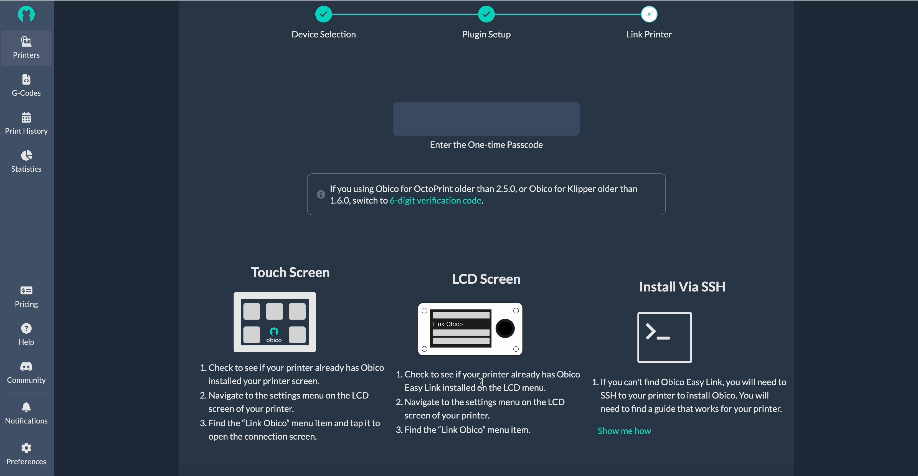 Device Selection
Plugin Setup
Link Printer
Printers
G-Codes
Print History
Statistics
Pricing
Help
Community
Notifications
Preferences
Enter the One-time Passcode
If you using Obico for OctoPrint older than 2.5.0, or Obico for Klipper older than
1.6.0, switch to 6-digit verification code.
Touch Screen
obico
1. Check to see if your printer already has Obico
installed your printer screen.
2. Navigate to the settings menu on the LCD
screen of your printer.
3. Find the “Link Obico” menu item and tap it to
open the connection screen.
LCD Screen
Link Obico
1. Check to see if your printer already has Obico
Easy Link installed on the LCD menu.
2. Navigate to the settings menu on the LCD
screen of your printer.
3. Find the “Link Obico” menu item.
Install Via SSH
1. If you can't find Obico Easy Link, you will need to
SSH to your printer to install Obico. You will
need to find a guide that works for your printer.
Show me how